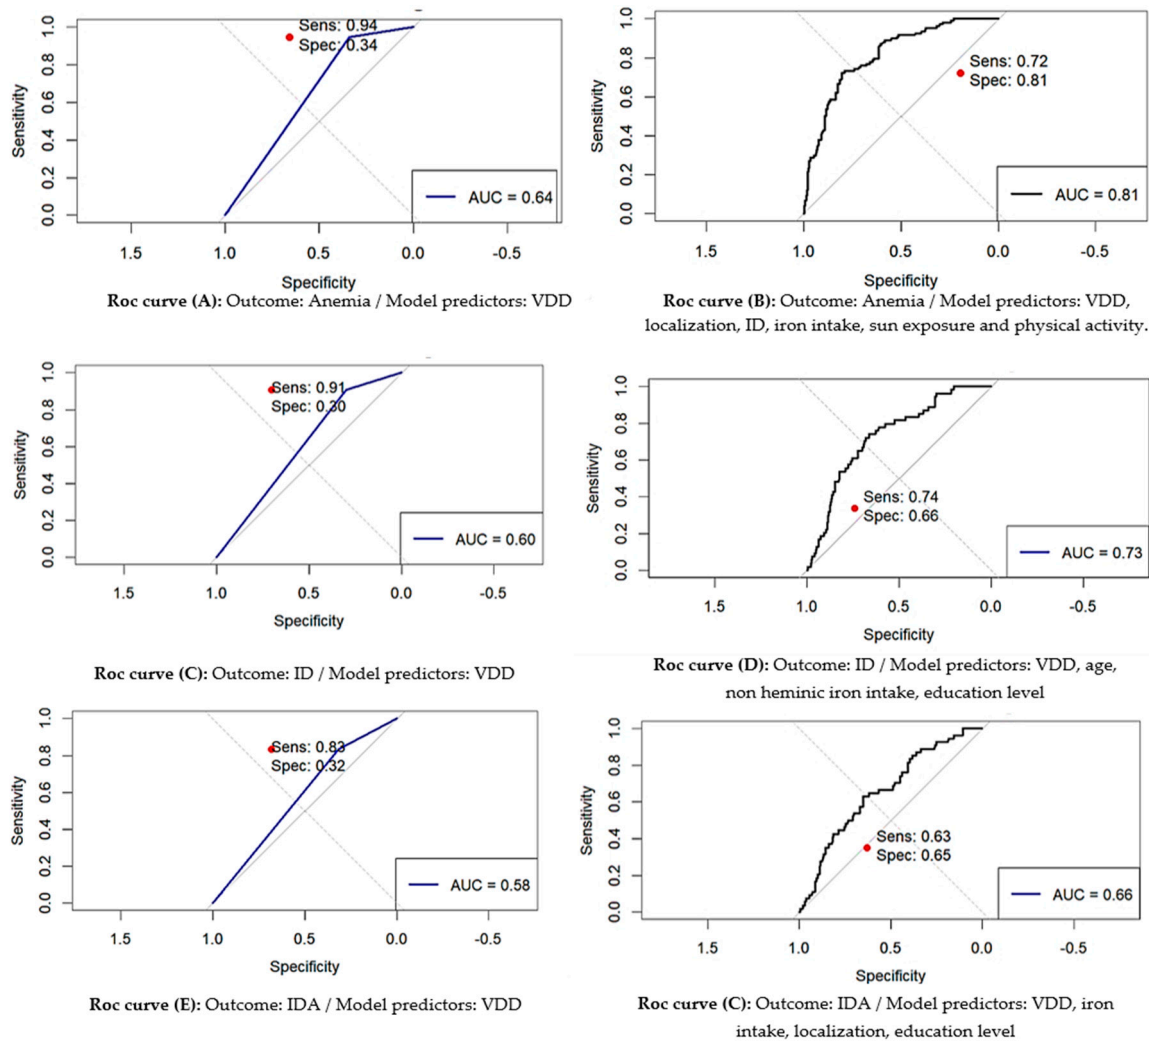 Sensitivity
1.0
0.8
0.6
0.4
0.2
0.0
Sens: 0.94
Spec: 0.34
AUC = 0.64
1.5 1.0 0.5 0.0 -0.5
Specificity
Roc curve (A): Outcome: Anemia / Model predictors: VDD
Sensitivity
1.0
0.8
0.6
0.4
0.2
0.0
Sens: 0.72
Spec: 0.81
AUC = 0.81
1.5 1.0 0.5 0.0 -0.5
Specificity
Roc curve (B): Outcome: Anemia / Model predictors: VDD,
localization, ID, iron intake, sun exposure and physical activity.
Sensitivity
1.0
0.8
0.6
0.4
0.2
0.0
Sens: 0.91
Spec: 0.30
AUC = 0.60
1.5 1.0 0.5 0.0 -0.5
Specificity
Roc curve (C): Outcome: ID / Model predictors: VDD
Sensitivity
1.0
0.8
0.6
0.4
0.2
0.0
Sens: 0.74
Spec: 0.66
AUC = 0.73
1.5 1.0 0.5 0.0 -0.5
Specificity
Roc curve (D): Outcome: ID / Model predictors: VDD, age,
non heminic iron intake, education level
Sensitivity
1.0
0.8
0.6
0.4
0.2
0.0
Sens: 0.83
Spec: 0.32
AUC = 0.58
1.5 1.0 0.5 0.0 -0.5
Specificity
Roc curve (E): Outcome: IDA / Model predictors: VDD
Sensitivity
1.0
0.8
0.6
0.4
0.2
0.0
Sens: 0.63
Spec: 0.65
AUC = 0.66
1.5 1.0 0.5 0.0 -0.5
Specificity
Roc curve (C): Outcome: IDA / Model predictors: VDD, iron
intake, localization, education level